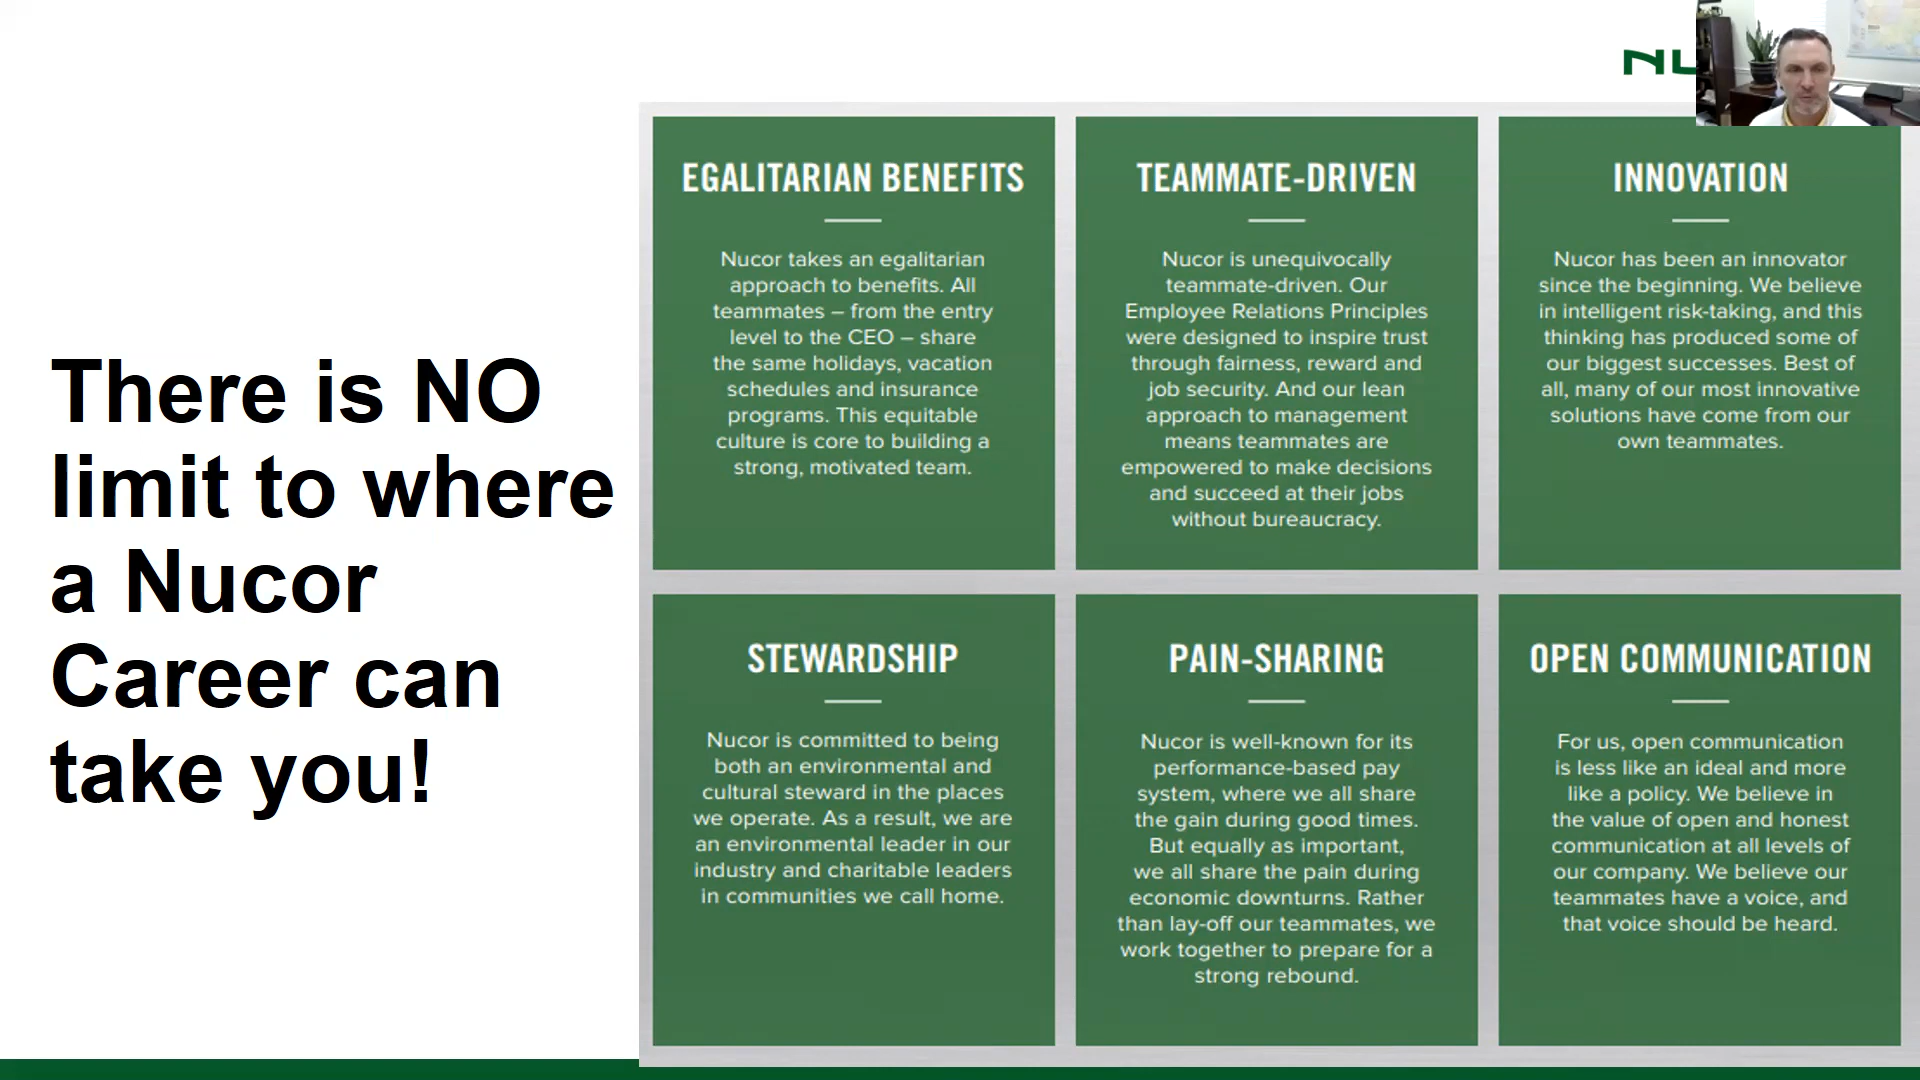 There is NO
limit to where
a Nucor
Career can
take you!
EGALITARIAN BENEFITS
Nucor takes an egalitarian
approach to benefits. All
teammates – from the entry
level to the CEO – share
the same holidays, vacation
schedules and insurance
programs. This equitable
culture is core to building a
strong, motivated team.
TEAMMATE-DRIVEN
Nucor is unequivocally
teammate-driven. Our
Employee Relations Principles
were designed to inspire trust
through fairness, reward and
job security. And our lean
approach to management
means teammates are
empowered to make decisions
and succeed at their jobs
without bureaucracy.
INNOVATION
Nucor has been an innovator
since the beginning. We believe
in intelligent risk-taking, and this
thinking has produced some of
our biggest successes. Best of
all, many of our most innovative
solutions have come from our
own teammates.
STEWARDSHIP
Nucor is committed to being
both an environmental and
cultural steward in the places
we operate. As a result, we are
an environmental leader in our
industry and charitable leaders
in communities we call home.
PAIN-SHARING
Nucor is well-known for its
performance-based pay
system, where we all share
the gain during good times.
But equally as important,
we all share the pain during
economic downturns. Rather
than lay-off our teammates, we
work together to prepare for a
strong rebound.
OPEN COMMUNICATION
For us, open communication
is less like an ideal and more
like a policy. We believe in
the value of open and honest
communication at all levels of
our company. We believe our
teammates have a voice, and
that voice should be heard.